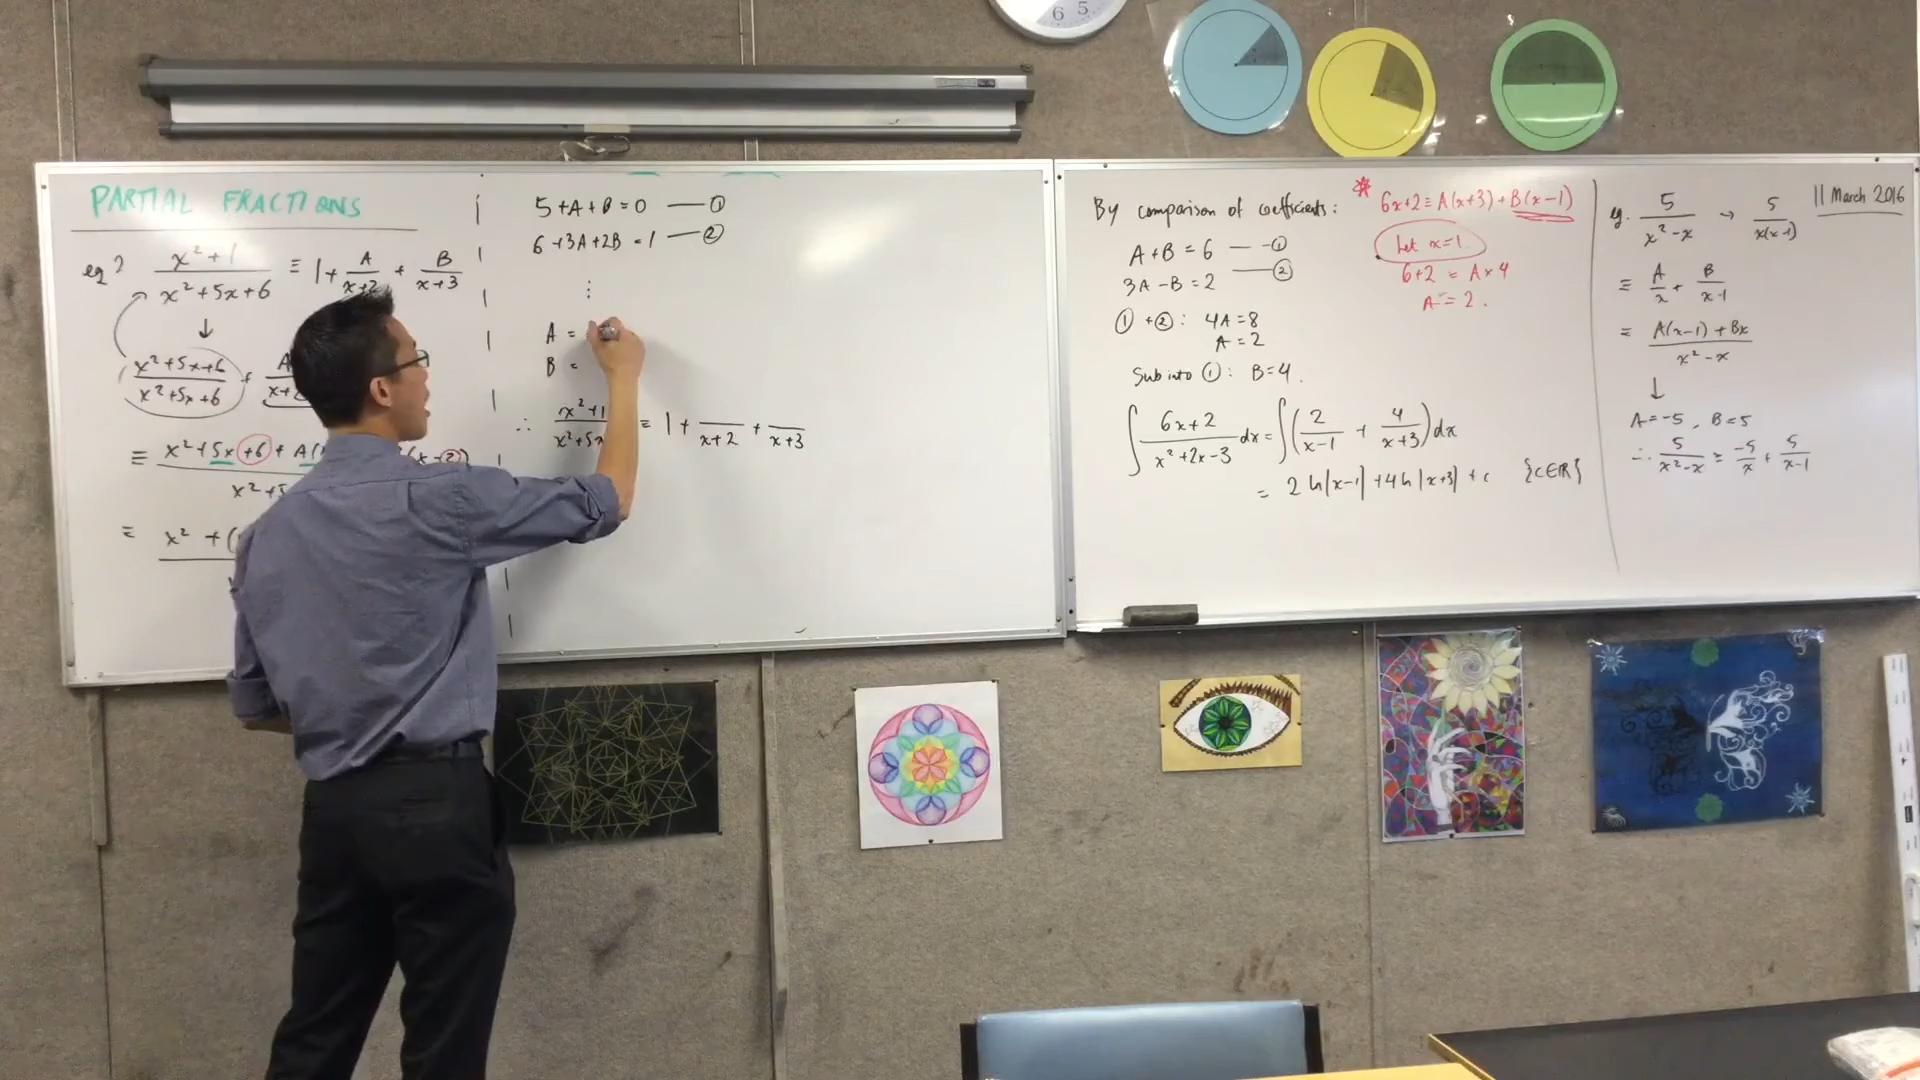 PARTIAL FRACTIONS
eg 2 x² + 1 / x² + 5x + 6 ≡ 1 + A / x+2 + B / x+3
↓
x² + 5x + 6 / x² + 5x + 6 +
≡ x² + 5x + 6 + A(
≡ x² + (
5 + A + B = 0 — ①
6 + 3A + 2B = 1 — ②
⋮
A =
B =
∴ x² + 1 / x² + 5x ≡ 1 + / x+2 + / x+3
By comparison of coefficients:
A + B = 6 — ①
3A − B = 2 — ②
① + ②: 4A = 8
A = 2
Sub into ①: B = 4.
∫ 6x+2 / x² + 2x − 3 dx = ∫ ( 2 / x−1 + 4 / x+3 ) dx
= 2 ln|x−1| + 4 ln|x+3| + c {c∈ℝ}
* 6x+2 ≡ A(x+3) + B(x−1)
Let x=1.
6+2 = A×4
A = 2.
11 March 2016
eg. 5 / x² − x → 5 / x(x−1)
≡ A / x + B / x−1
= A(x−1) + Bx / x² − x
↓
A = −5, B = 5
∴ 5 / x² − x = −5 / x + 5 / x−1
6 5